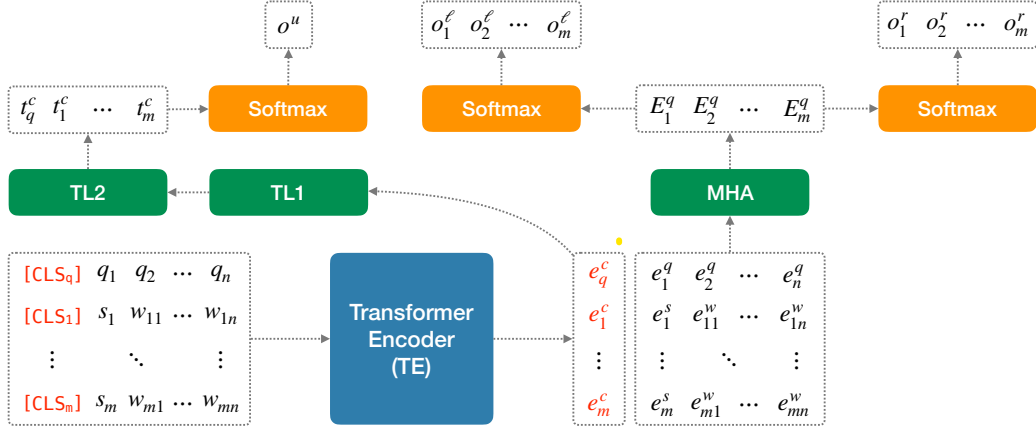 o^u
o_1^ℓ o_2^ℓ ⋯ o_m^ℓ
o_1^r o_2^r ⋯ o_m^r
t_q^c t_1^c ⋯ t_m^c
Softmax
Softmax
E_1^q E_2^q ⋯ E_m^q
Softmax
TL2
TL1
MHA
[CLS_q] q_1 q_2 ⋯ q_n
[CLS_1] s_1 w_11 ⋯ w_1n
⋮ ⋱ ⋮
[CLS_m] s_m w_m1 ⋯ w_mn
Transformer
Encoder
(TE)
e_q^c
e_1^c
⋮
e_m^c
e_1^q e_2^q ⋯ e_n^q
e_1^s e_11^w ⋯ e_1n^w
⋮ ⋱ ⋮
e_m^s e_m1^w ⋯ e_mn^w